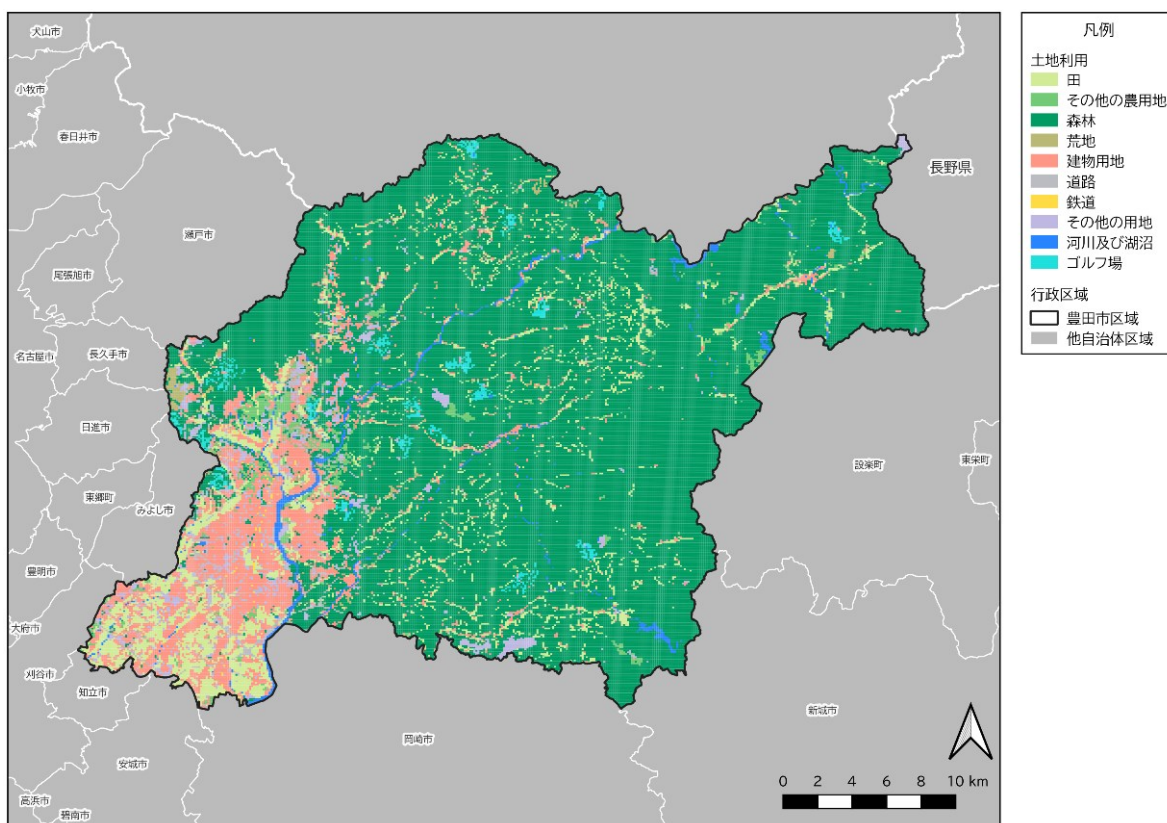 犬山市
小牧市
春日井市
瀬戸市
尾張旭市
名古屋市
長久手市
日進市
東郷町
みよし市
豊明市
大府市
刈谷市
知立市
安城市
高浜市
碧南市
岡崎市
新城市
設楽町
東栄町
長野県
0 2 4 6 8 10 km
凡例
土地利用
田
その他の農用地
森林
荒地
建物用地
道路
鉄道
その他の用地
河川及び湖沼
ゴルフ場
行政区域
豊田市区域
他自治体区域